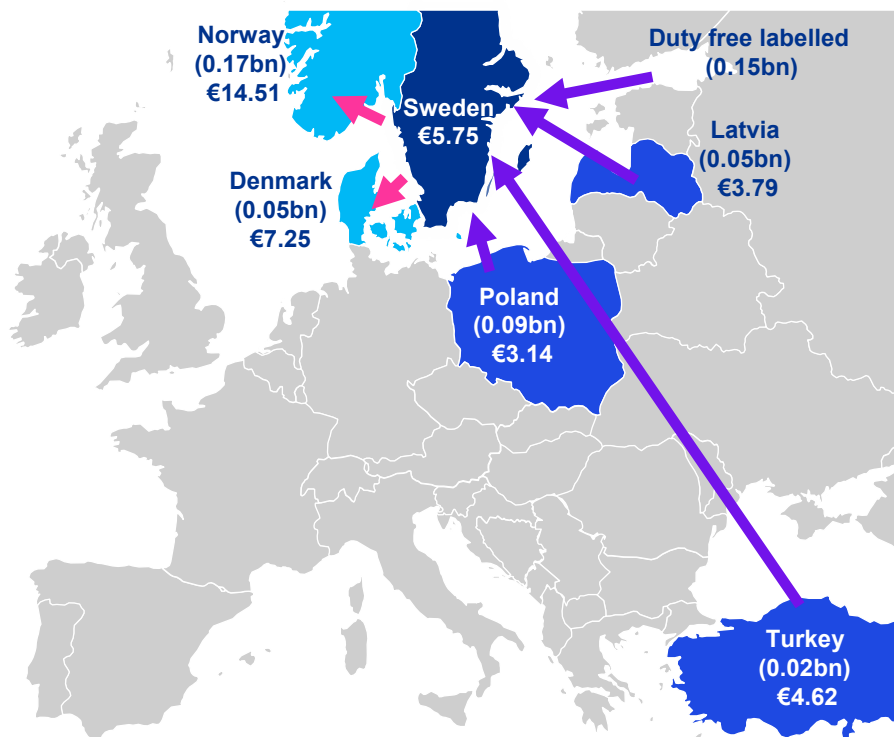 Norway
(0.17bn)
€14.51
Duty free labelled
(0.15bn)
Sweden
€5.75
Latvia
(0.05bn)
€3.79
Denmark
(0.05bn)
€7.25
Poland
(0.09bn)
€3.14
Turkey
(0.02bn)
€4.62